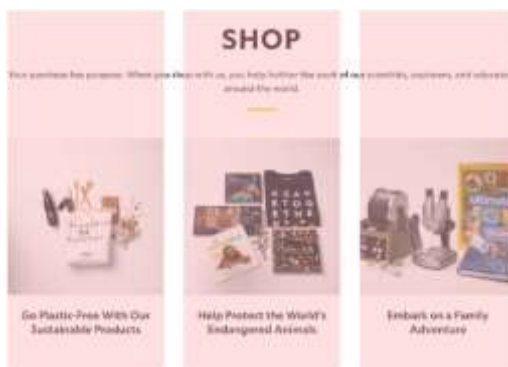 SHOP
Your purchase has purpose. When you shop with us, you help further the work of our scientists, explorers, and educators
around the world.
Ultimate
Go Plastic-Free With Our
Sustainable Products
Help Protect the World's
Endangered Animals
Embark on a Family
Adventure